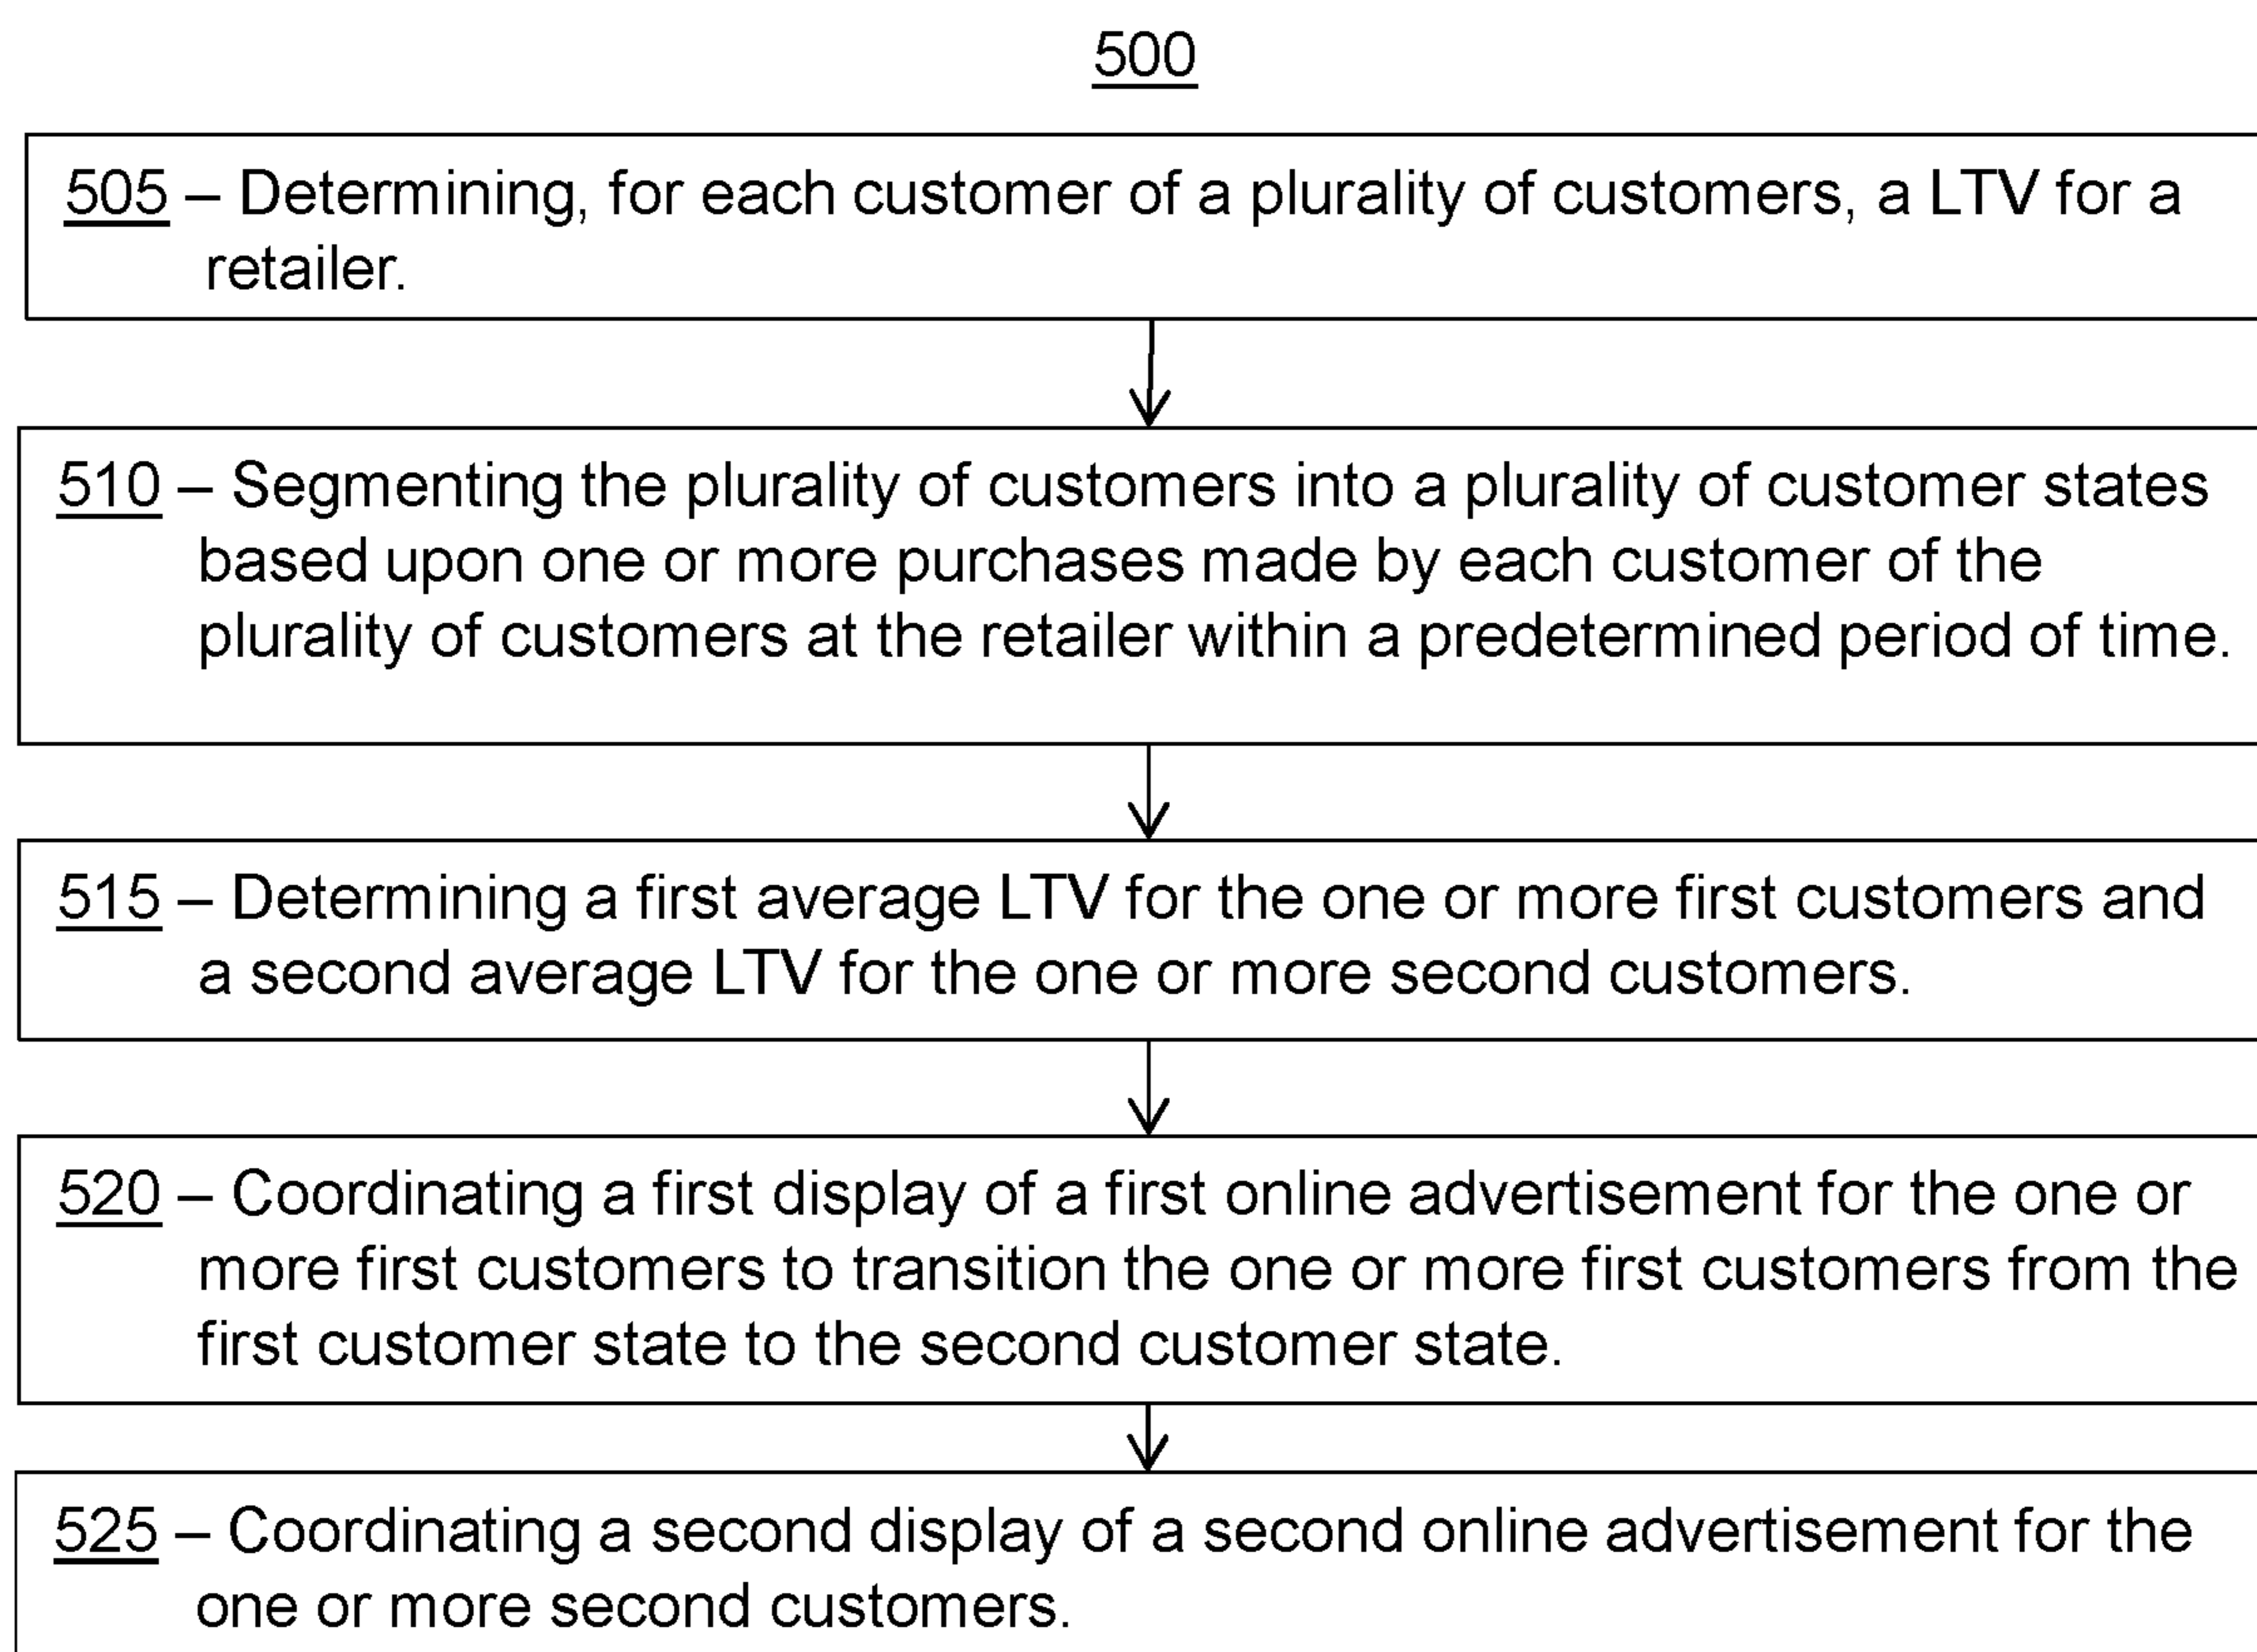 500
505 – Determining, for each customer of a plurality of customers, a LTV for a
retailer.
510 – Segmenting the plurality of customers into a plurality of customer states
based upon one or more purchases made by each customer of the
plurality of customers at the retailer within a predetermined period of time.
515 – Determining a first average LTV for the one or more first customers and
a second average LTV for the one or more second customers.
520 – Coordinating a first display of a first online advertisement for the one or
more first customers to transition the one or more first customers from the
first customer state to the second customer state.
525 – Coordinating a second display of a second online advertisement for the
one or more second customers.